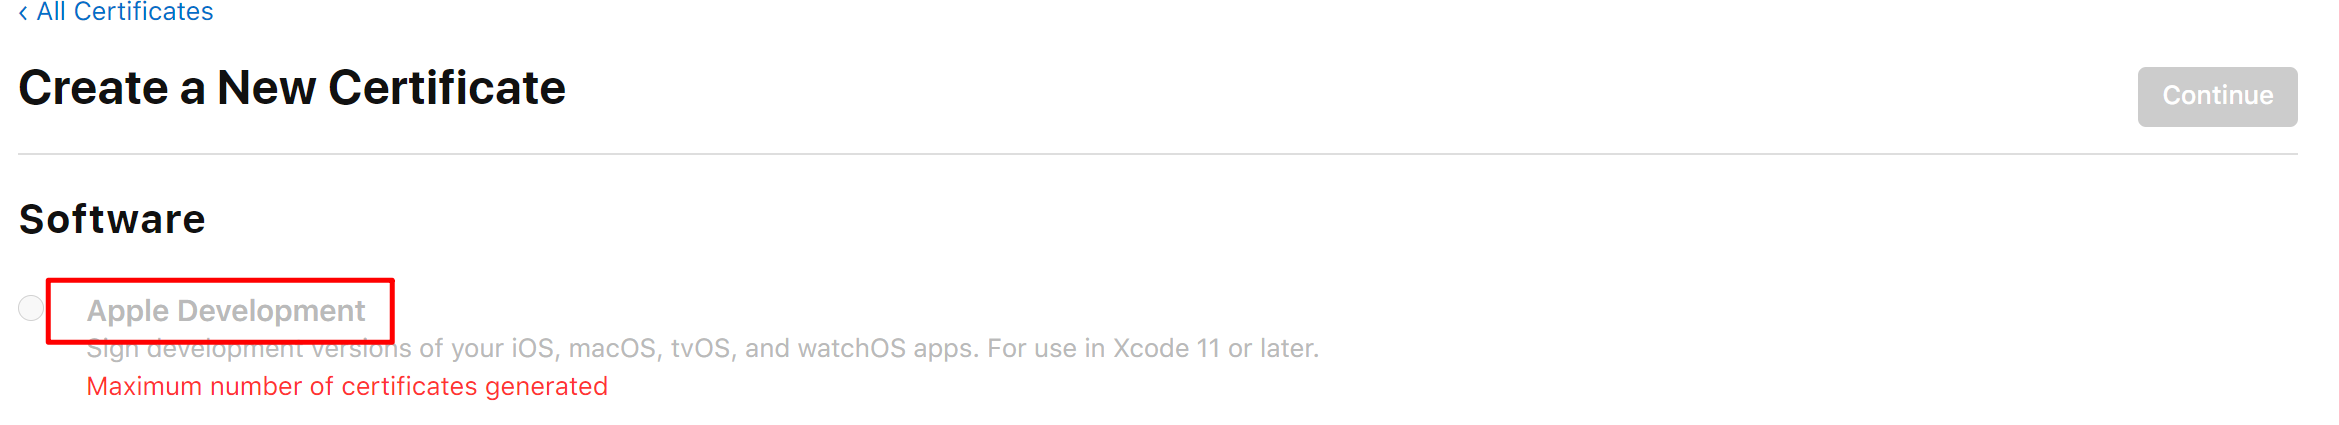 ‹ All Certificates
Create a New Certificate
Continue
Software
Apple Development
Sign development versions of your iOS, macOS, tvOS, and watchOS apps. For use in Xcode 11 or later.
Maximum number of certificates generated